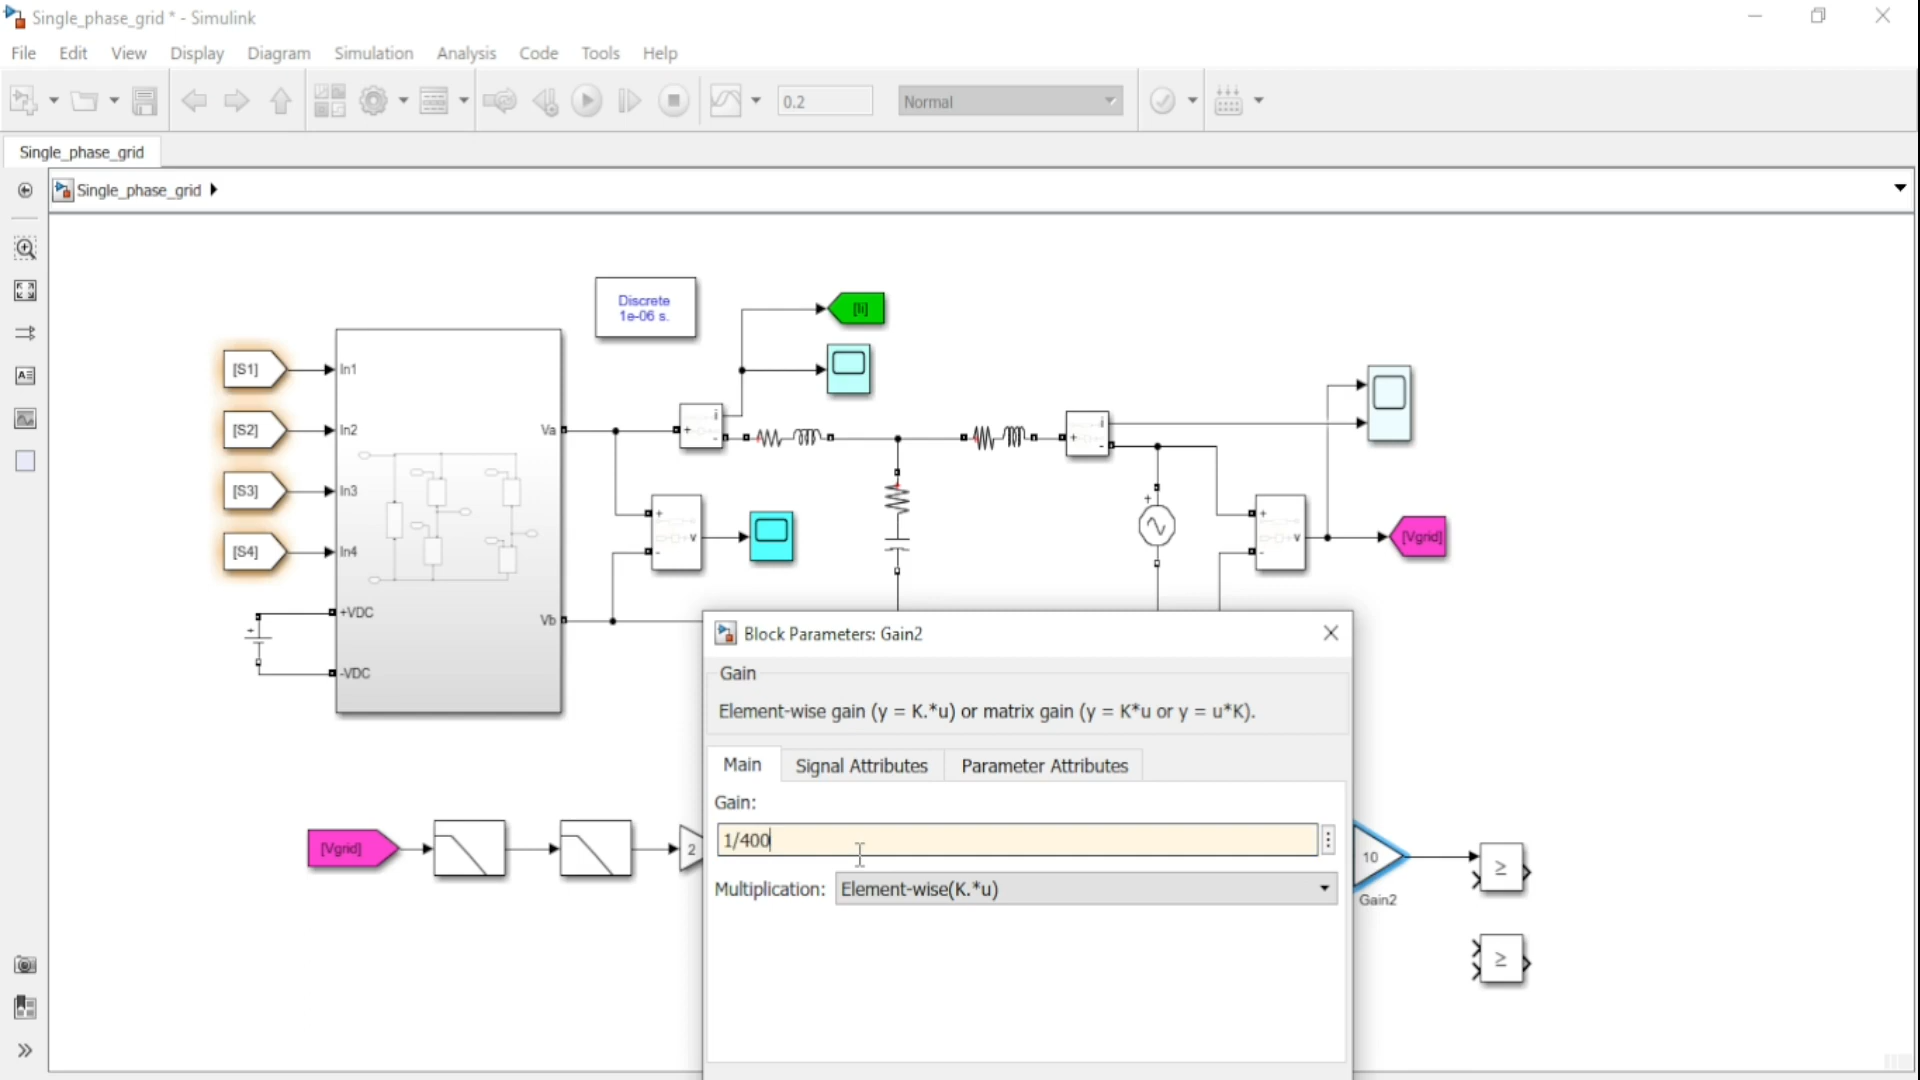 Single_phase_grid * - Simulink
File Edit View Display Diagram Simulation Analysis Code Tools Help
0.2
Normal
Single_phase_grid
Single_phase_grid
Discrete
1e-06 s.
[Ii]
[S1]
In1
[S2]
In2
Va
i
+
-
i
+
-
[S3]
In3
+
v
-
+
v
-
[Vgrid]
[S4]
In4
+VDC
Vb
-VDC
Block Parameters: Gain2
Gain
Element-wise gain (y = K.*u) or matrix gain (y = K*u or y = u*K).
Main Signal Attributes Parameter Attributes
Gain:
1/400
Multiplication: Element-wise(K.*u)
[Vgrid]
2
10
Gain2
≥
≥